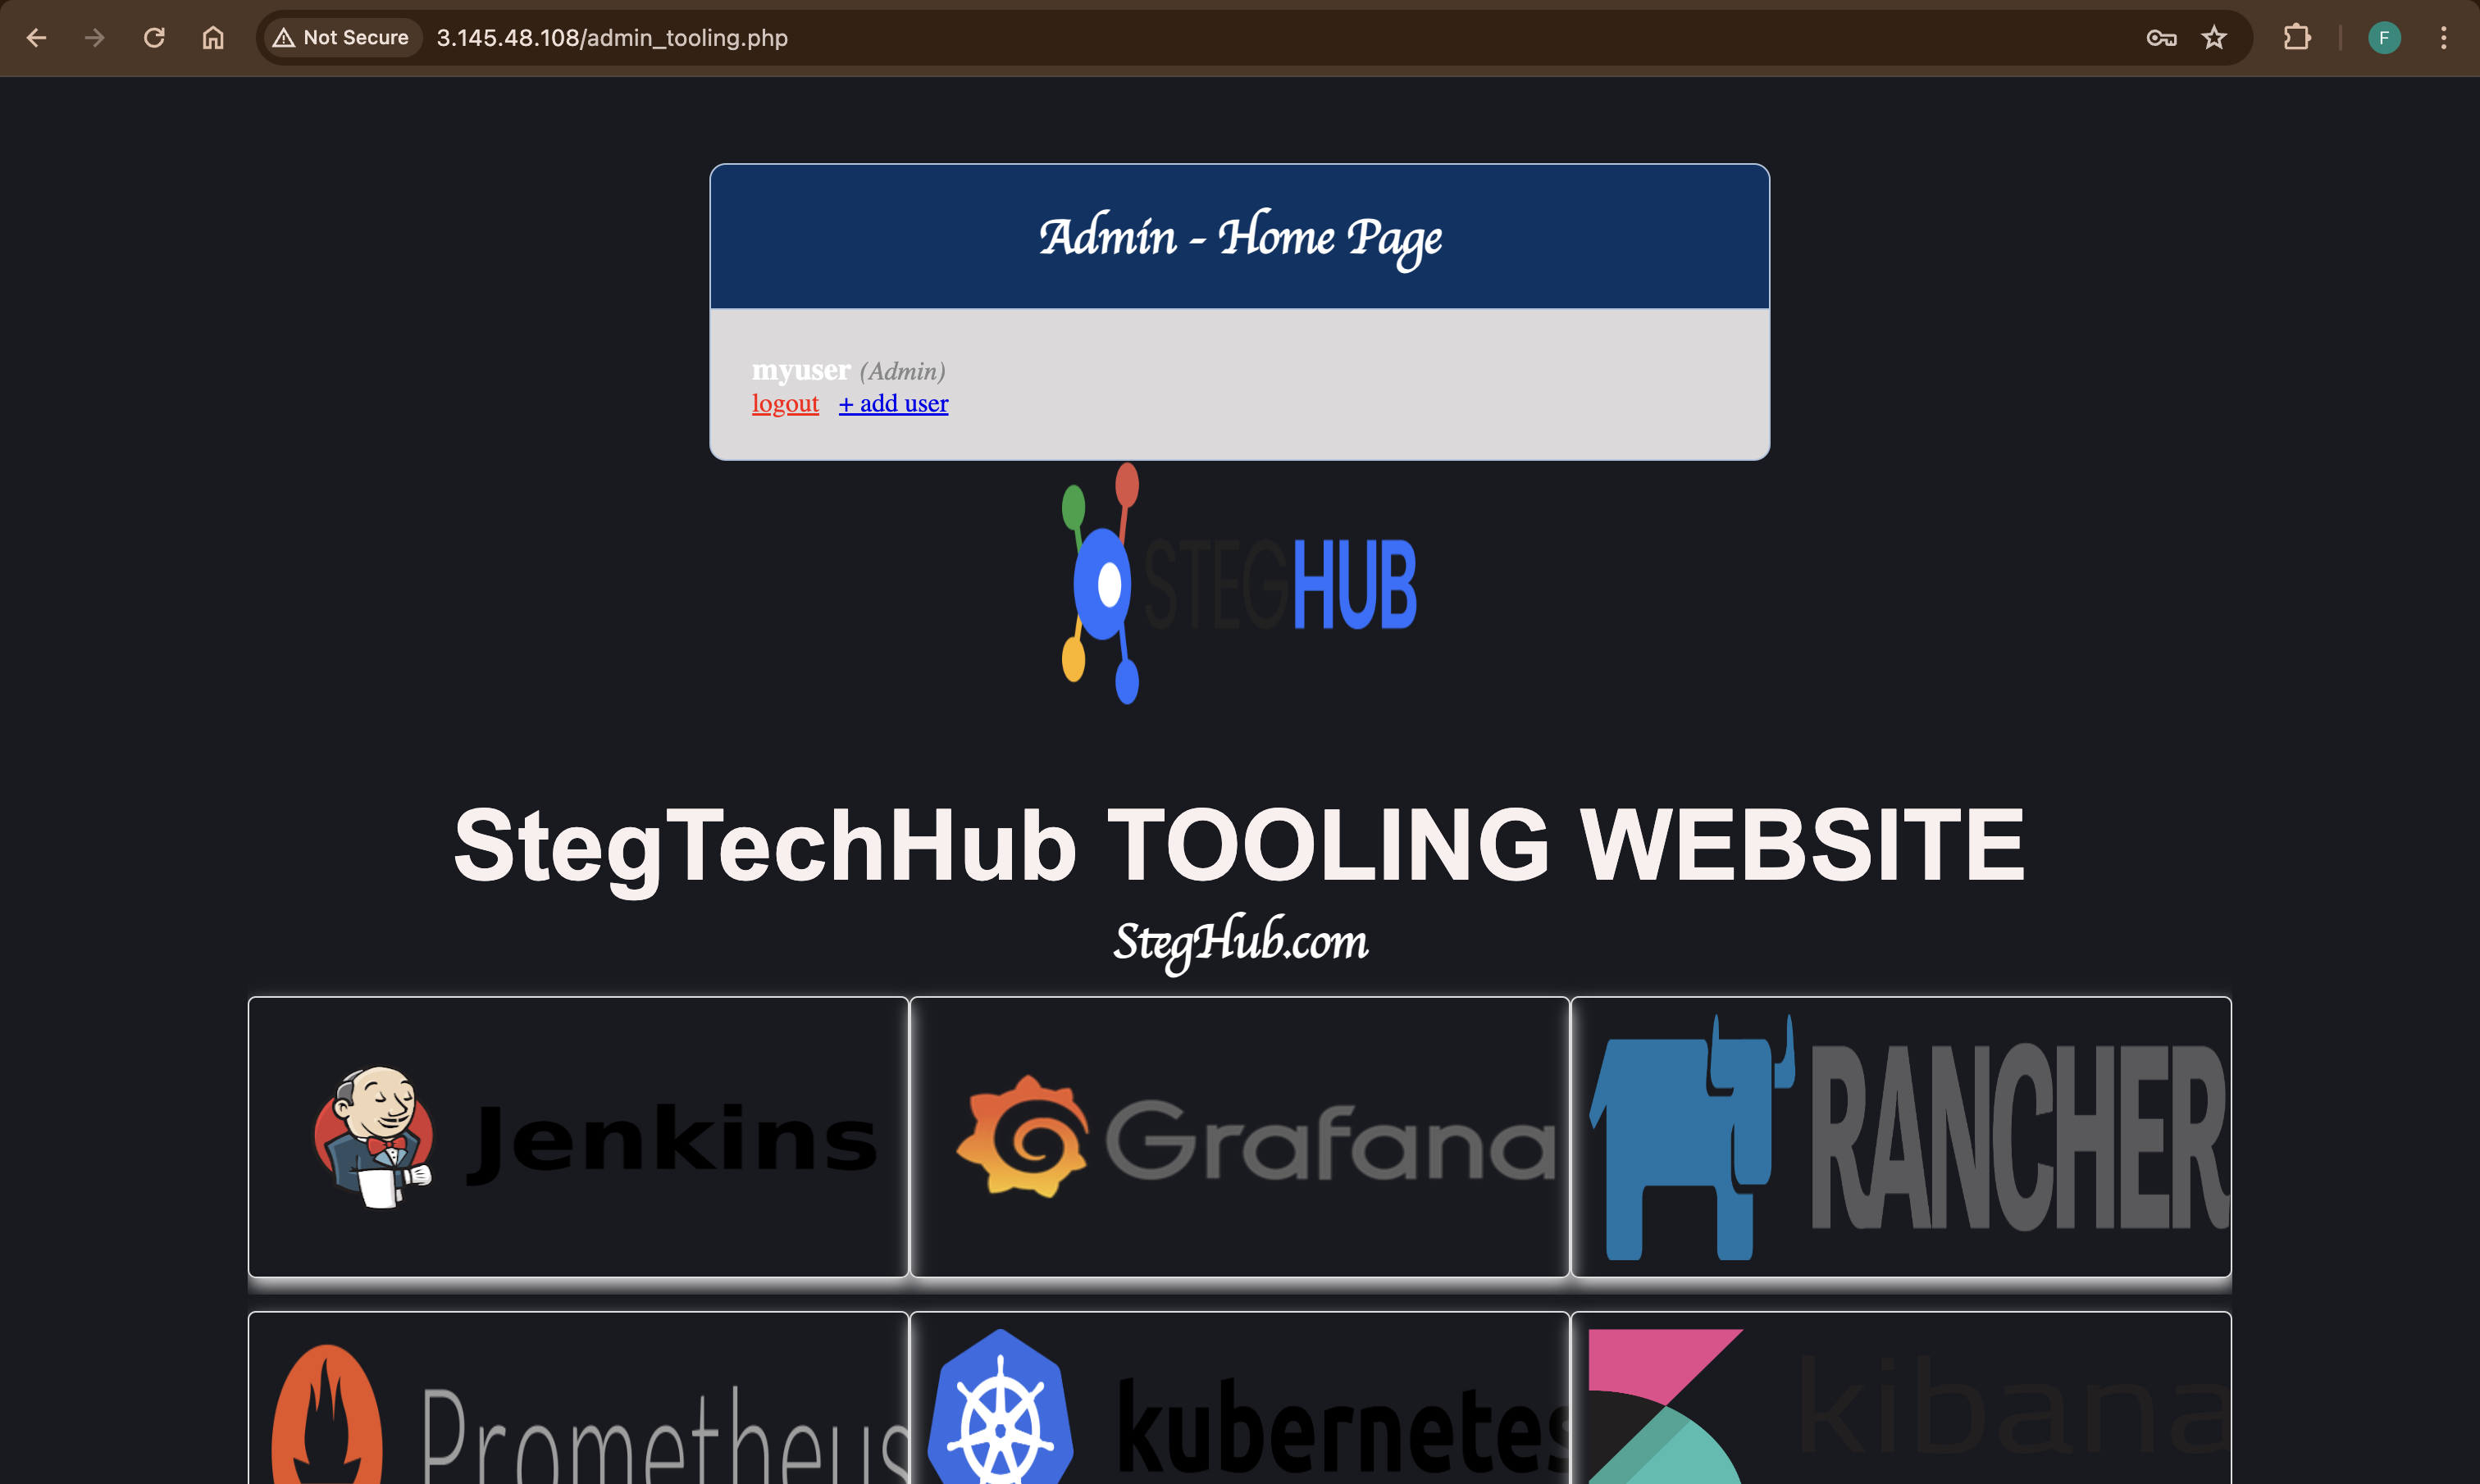 Not Secure 3.145.48.108/admin_tooling.php
F
Admin - Home Page
myuser (Admin)
logout + add user
STEGHUB
StegTechHub TOOLING WEBSITE
StegHub.com
Jenkins
Grafana
RANCHER
Prometheus
kubernetes
kibana